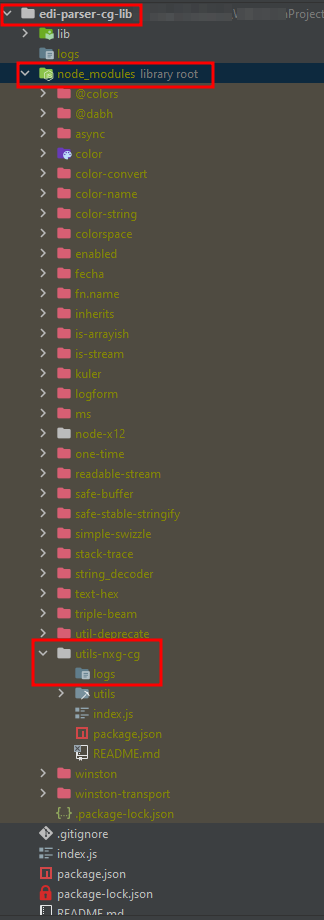 edi-parser-cg-lib \ Project
lib
logs
node_modules library root
@colors
@dabh
async
color
color-convert
color-name
color-string
colorspace
enabled
fecha
fn.name
inherits
is-arrayish
is-stream
kuler
logform
ms
node-x12
one-time
readable-stream
safe-buffer
safe-stable-stringify
simple-swizzle
stack-trace
string_decoder
text-hex
triple-beam
util-deprecate
utils-nxg-cg
logs
utils
index.js
package.json
README.md
winston
winston-transport
.package-lock.json
.gitignore
index.js
package.json
package-lock.json
README.md